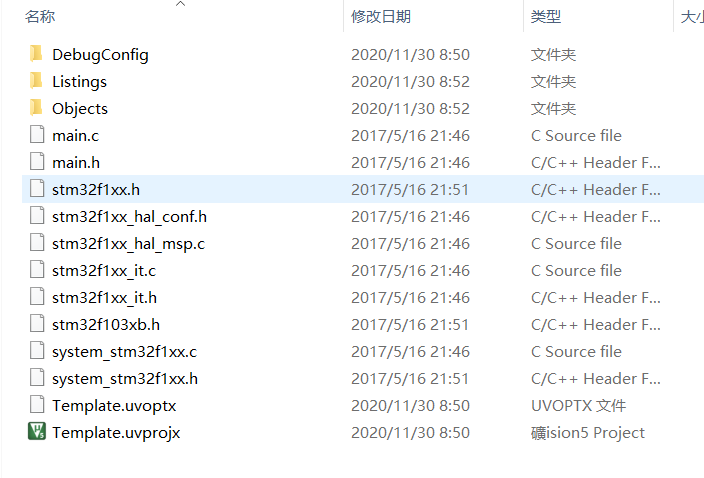 名称 修改日期 类型 大小
DebugConfig 2020/11/30 8:50 文件夹
Listings 2020/11/30 8:52 文件夹
Objects 2020/11/30 8:52 文件夹
main.c 2017/5/16 21:46 C Source file
main.h 2017/5/16 21:46 C/C++ Header F...
stm32f1xx.h 2017/5/16 21:51 C/C++ Header F...
stm32f1xx_hal_conf.h 2017/5/16 21:46 C/C++ Header F...
stm32f1xx_hal_msp.c 2017/5/16 21:46 C Source file
stm32f1xx_it.c 2017/5/16 21:46 C Source file
stm32f1xx_it.h 2017/5/16 21:46 C/C++ Header F...
stm32f103xb.h 2017/5/16 21:51 C/C++ Header F...
system_stm32f1xx.c 2017/5/16 21:46 C Source file
system_stm32f1xx.h 2017/5/16 21:51 C/C++ Header F...
Template.uvoptx 2020/11/30 8:50 UVOPTX 文件
Template.uvprojx 2020/11/30 8:50 礦ision5 Project